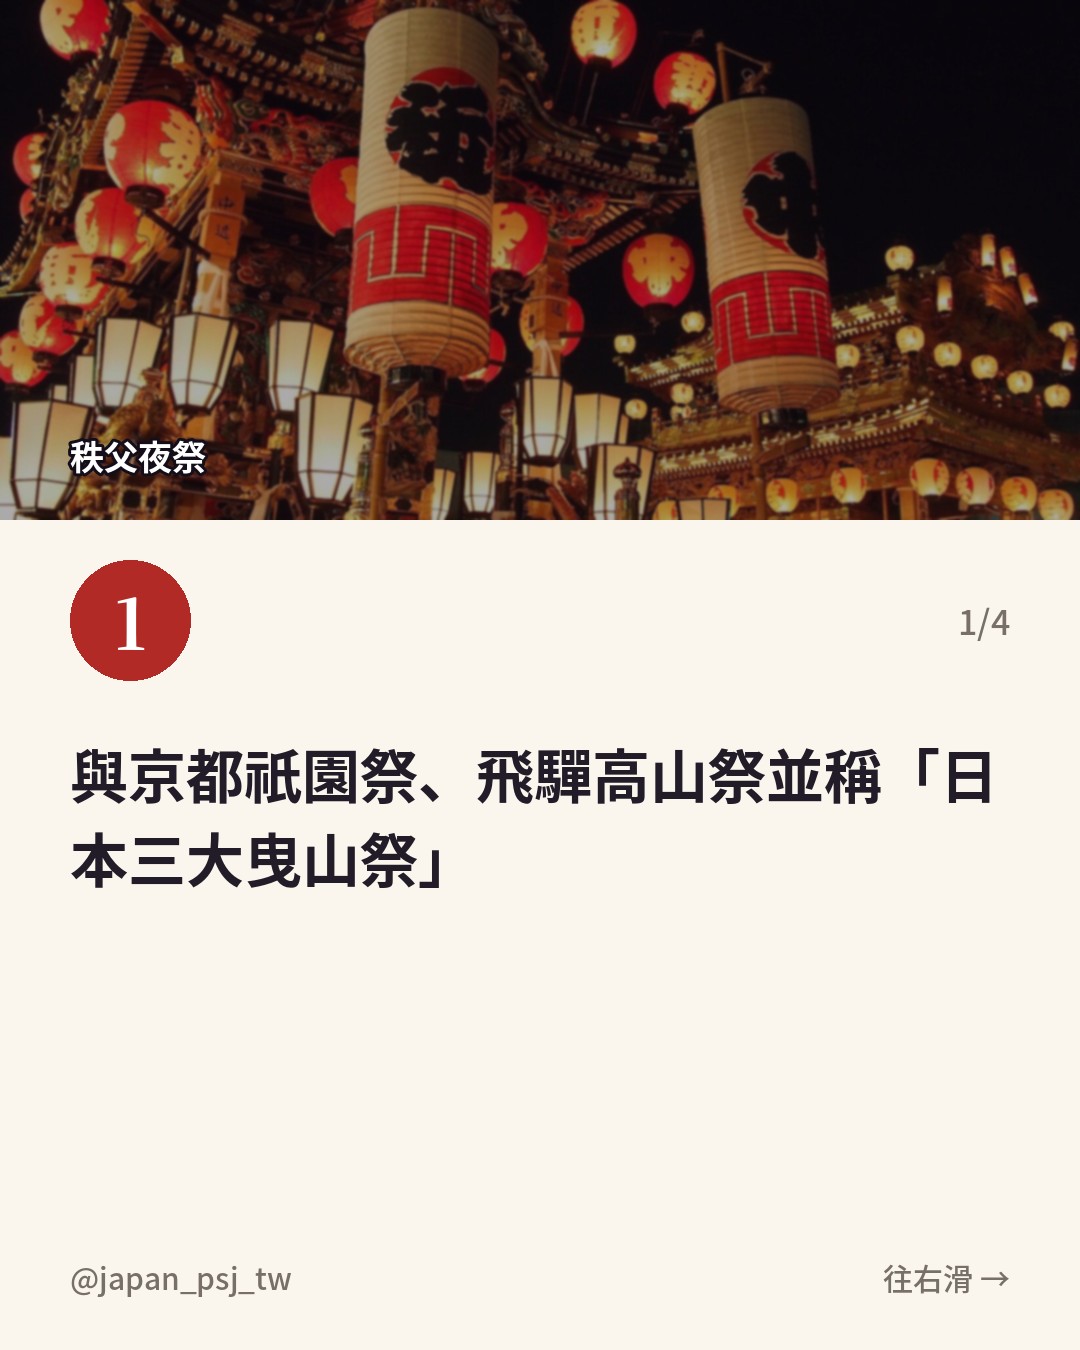 秩父夜祭
1
1/4
與京都祇園祭、飛驒高山祭並稱「日
本三大曳山祭」
@japan_psj_tw
往右滑 →